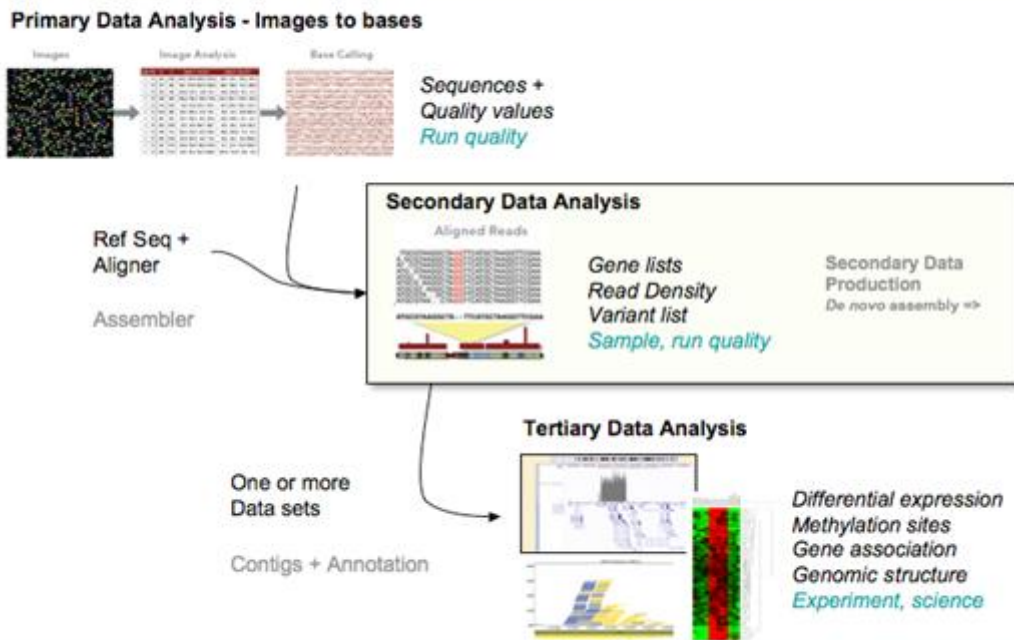 Primary Data Analysis - Images to bases
Images
Image Analysis
Base Calling
Sequences +
Quality values
Run quality
Ref Seq +
Aligner
Assembler
Secondary Data Analysis
Aligned Reads
Gene lists
Read Density
Variant list
Sample, run quality
Secondary Data
Production
De novo assembly =>
Tertiary Data Analysis
One or more
Data sets
Contigs + Annotation
Differential expression
Methylation sites
Gene association
Genomic structure
Experiment, science